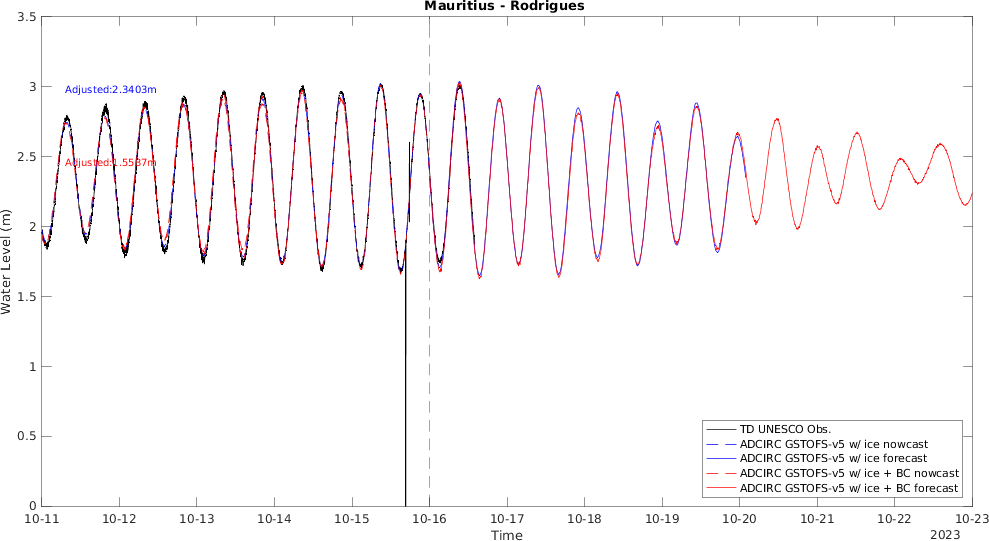 Mauritius - Rodrigues
3.5
3
2.5
2
1.5
1
0.5
0
Water Level (m)
Adjusted:2.3403m
Adjusted:1.5537m
TD UNESCO Obs.
ADCIRC GSTOFS-v5 w/ ice nowcast
ADCIRC GSTOFS-v5 w/ ice forecast
ADCIRC GSTOFS-v5 w/ ice + BC nowcast
ADCIRC GSTOFS-v5 w/ ice + BC forecast
10-11 10-12 10-13 10-14 10-15 10-16 10-17 10-18 10-19 10-20 10-21 10-22 10-23
Time
2023